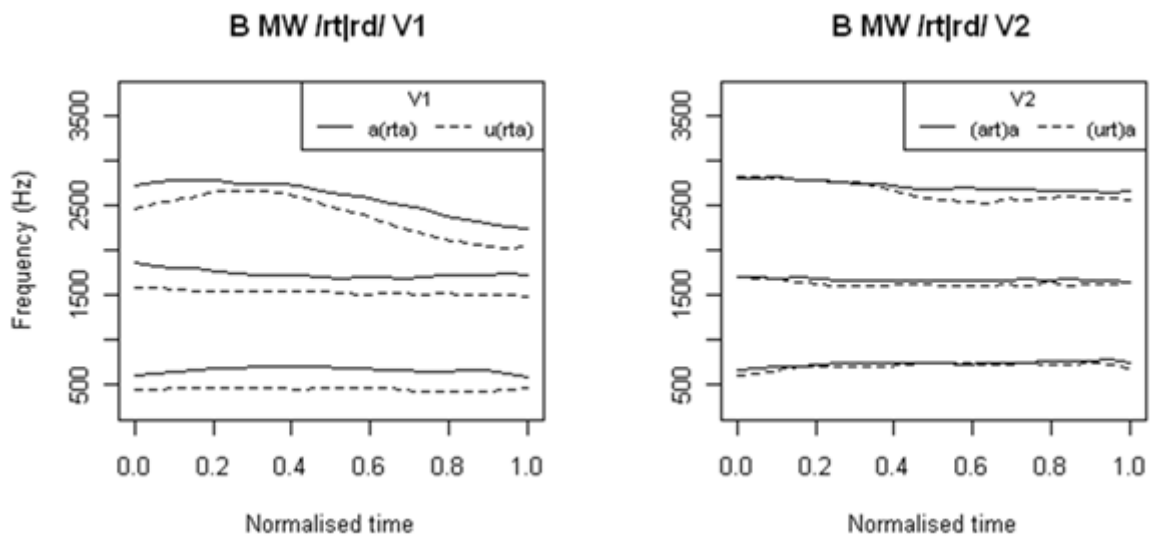 B MW /rt|rd/ V1
V1
a(rta) u(rta)
Frequency (Hz)
3500
2500
1500
500
0.0 0.2 0.4 0.6 0.8 1.0
Normalised time
B MW /rt|rd/ V2
V2
(art)a (urt)a
3500
2500
1500
500
0.0 0.2 0.4 0.6 0.8 1.0
Normalised time